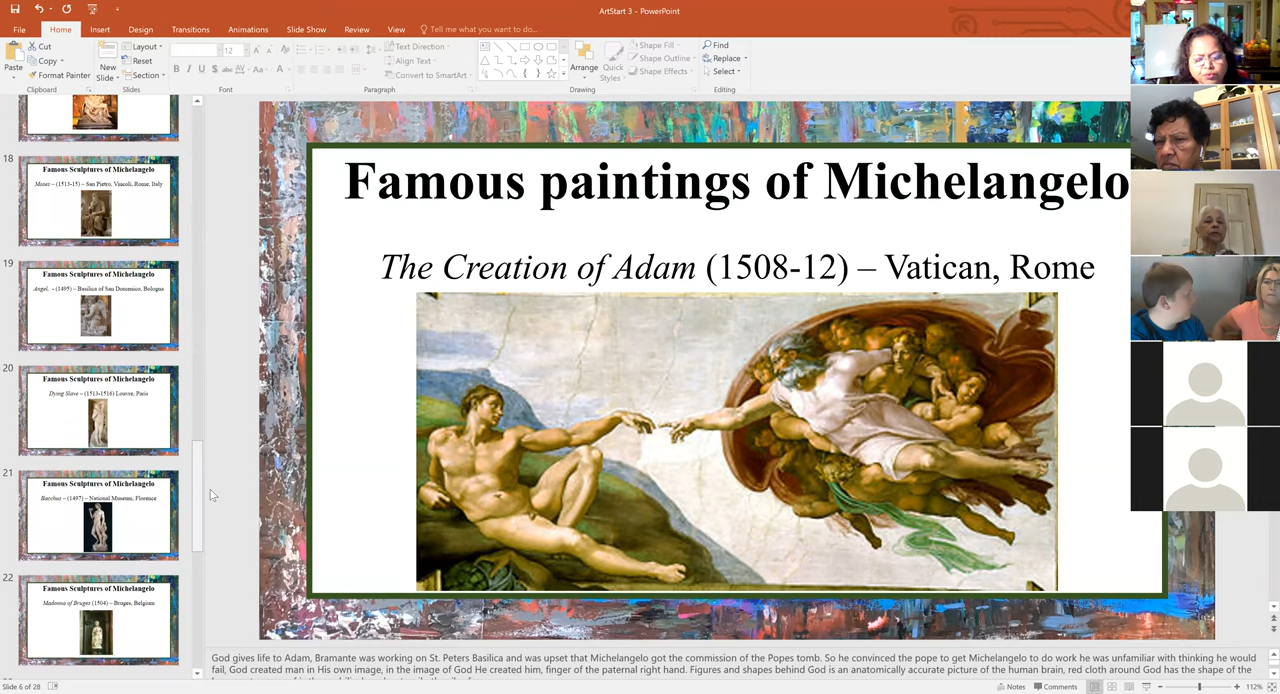 ArtStart 3 - PowerPoint
File Home Insert Design Transitions Animations Slide Show Review View Tell me what you want to do...
Paste
Cut
Copy
Format Painter
Clipboard
New
Slide
Layout
Reset
Section
Slides
12
B I U S abc AV Aa A
Font
Text Direction
Align Text
Convert to SmartArt
Paragraph
Arrange
Quick
Styles
Shape Fill
Shape Outline
Shape Effects
Drawing
Find
Replace
Select
Editing
18
Famous Sculptures of Michelangelo
Moses – (1513-15) – San Pietro, Vincoli, Rome, Italy
19
Famous Sculptures of Michelangelo
Angel, - (1495) – Basilica of San Domenico, Bologna
20
Famous Sculptures of Michelangelo
Dying Slave – (1513-1516) Louvre, Paris
21
Famous Sculptures of Michelangelo
Bacchus – (1497) – National Museum, Florence
22
Famous Sculptures of Michelangelo
Madonna of Bruges (1504) – Bruges, Belgium
Famous paintings of Michelangelo
The Creation of Adam (1508-12) – Vatican, Rome
God gives life to Adam, Bramante was working on St. Peters Basilica and was upset that Michelangelo got the commission of the Popes tomb. So he convinced the pope to get Michelangelo to do work he was unfamiliar with thinking he would
fail, God created man in His own image, in the image of God He created him, finger of the paternal right hand. Figures and shapes behind God is an anatomically accurate picture of the human brain, red cloth around God has the shape of the
Slide 6 of 28
Notes Comments 112%